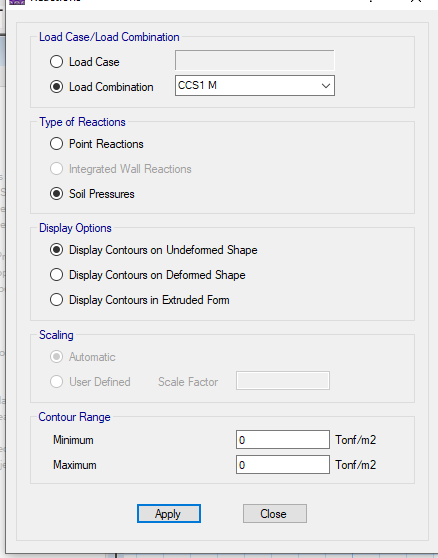 Load Case/Load Combination
Load Case
Load Combination CCS1 M
Type of Reactions
Point Reactions
Integrated Wall Reactions
Soil Pressures
Display Options
Display Contours on Undeformed Shape
Display Contours on Deformed Shape
Display Contours in Extruded Form
Scaling
Automatic
User Defined Scale Factor
Contour Range
Minimum 0 Tonf/m2
Maximum 0 Tonf/m2
Apply Close